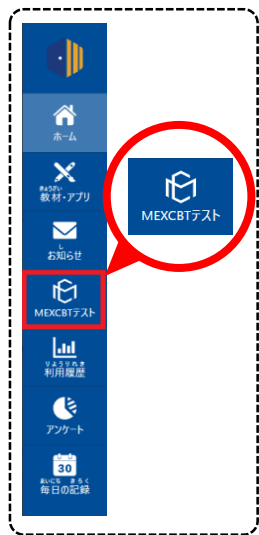 ホーム
きょうざい
教材・アプリ
し
お知らせ
MEXCBTテスト
MEXCBTテスト
りようりれき
利用履歴
アンケート
30
まいにち きろく
毎日の記録